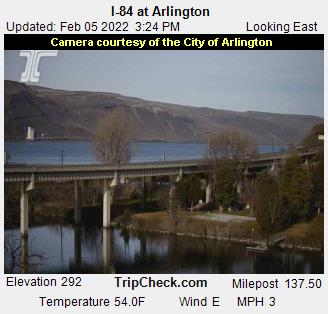 I-84 at Arlington
Updated: Feb 05 2022 3:24 PM Looking East
Camera courtesy of the City of Arlington
Elevation 292 TripCheck.com Milepost 137.50
Temperature 54.0F Wind E MPH 3